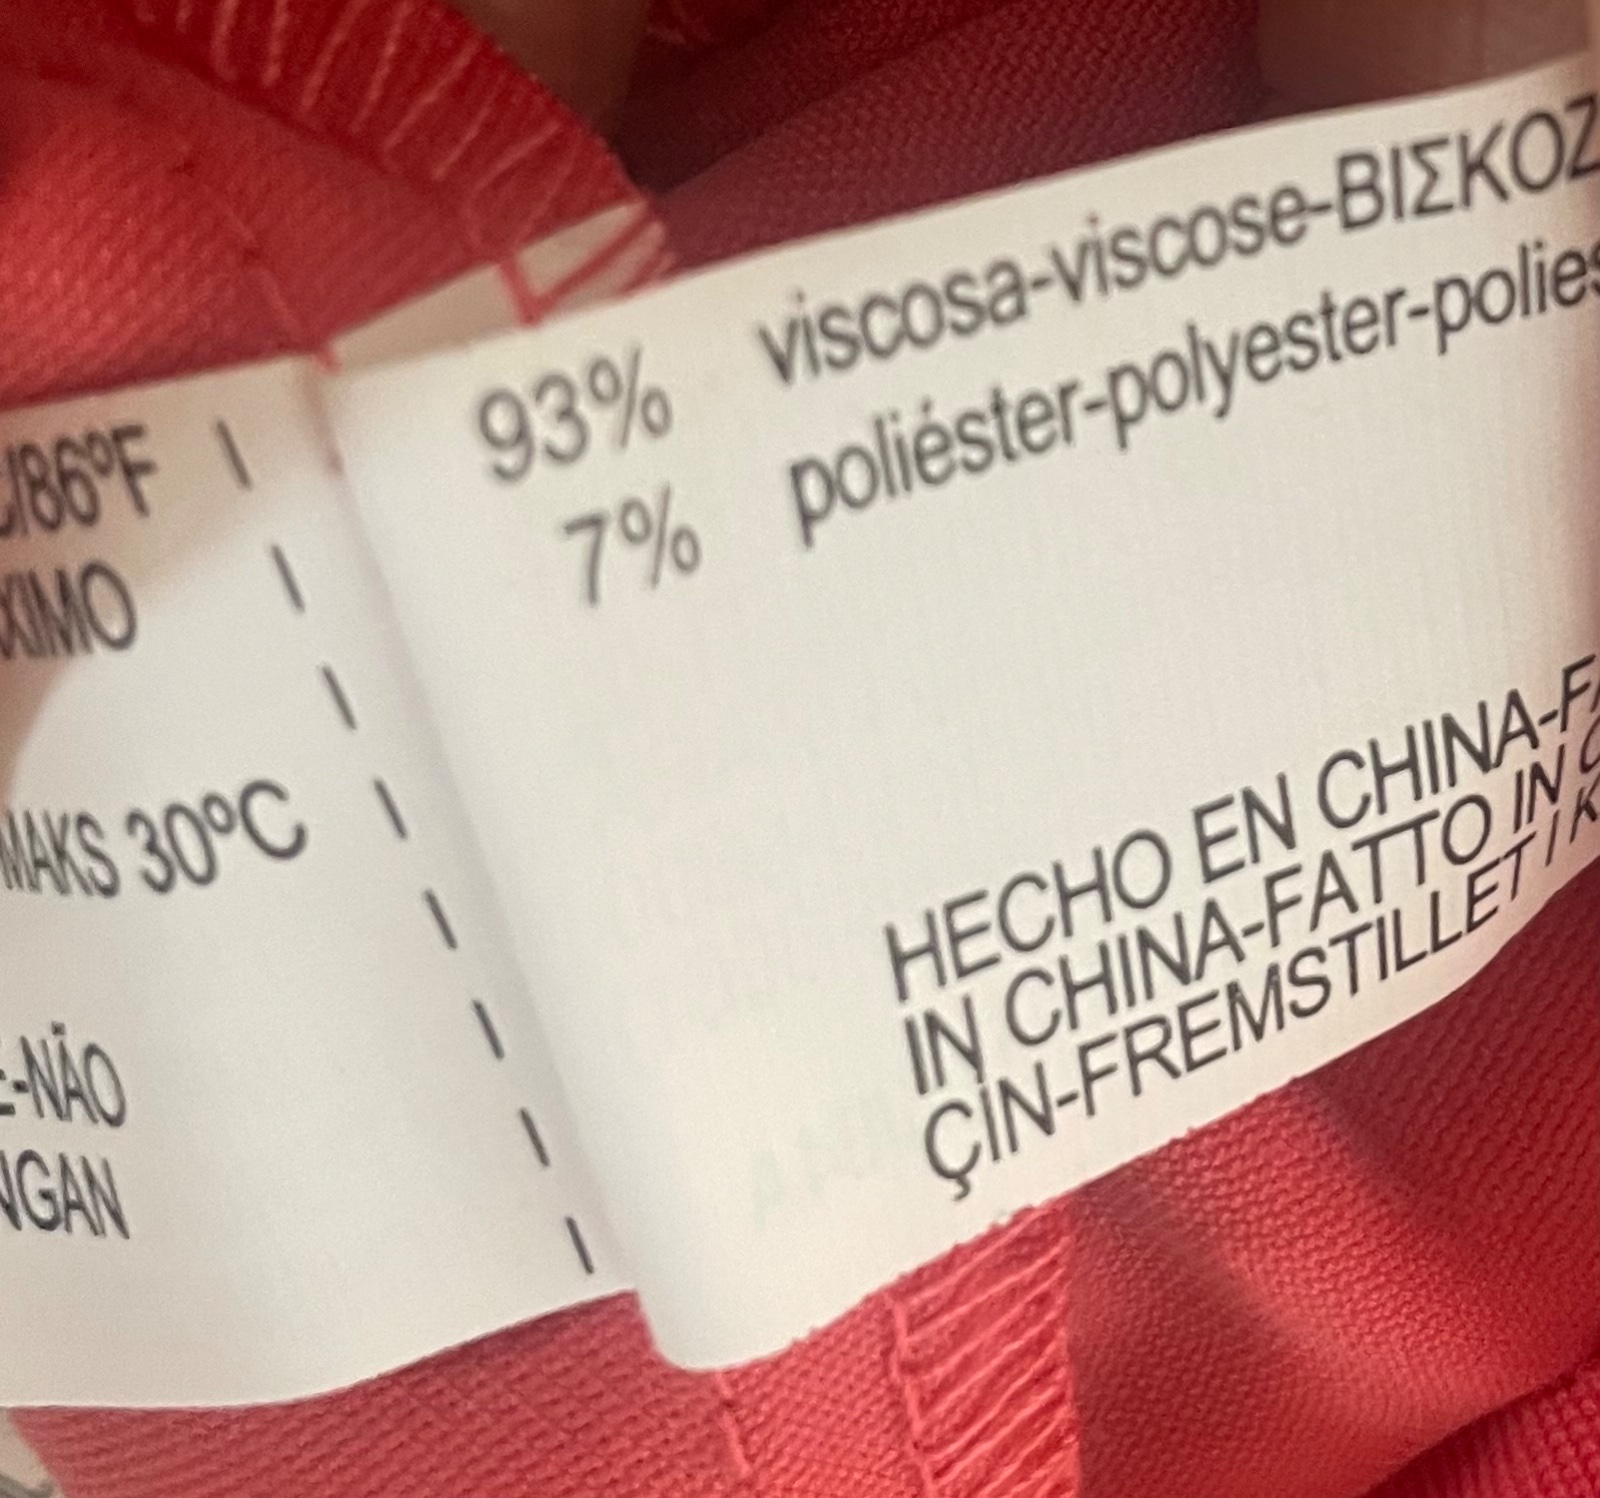 /86ºF
XIMO
MAKS 30ºC
-NÃO
NGAN
93% viscosa-viscose-ΒΙΣΚΟΖ
7% poliéster-polyester-polies
HECHO EN CHINA-FA
IN CHINA-FATTO IN C
ÇİN-FREMSTILLET I K